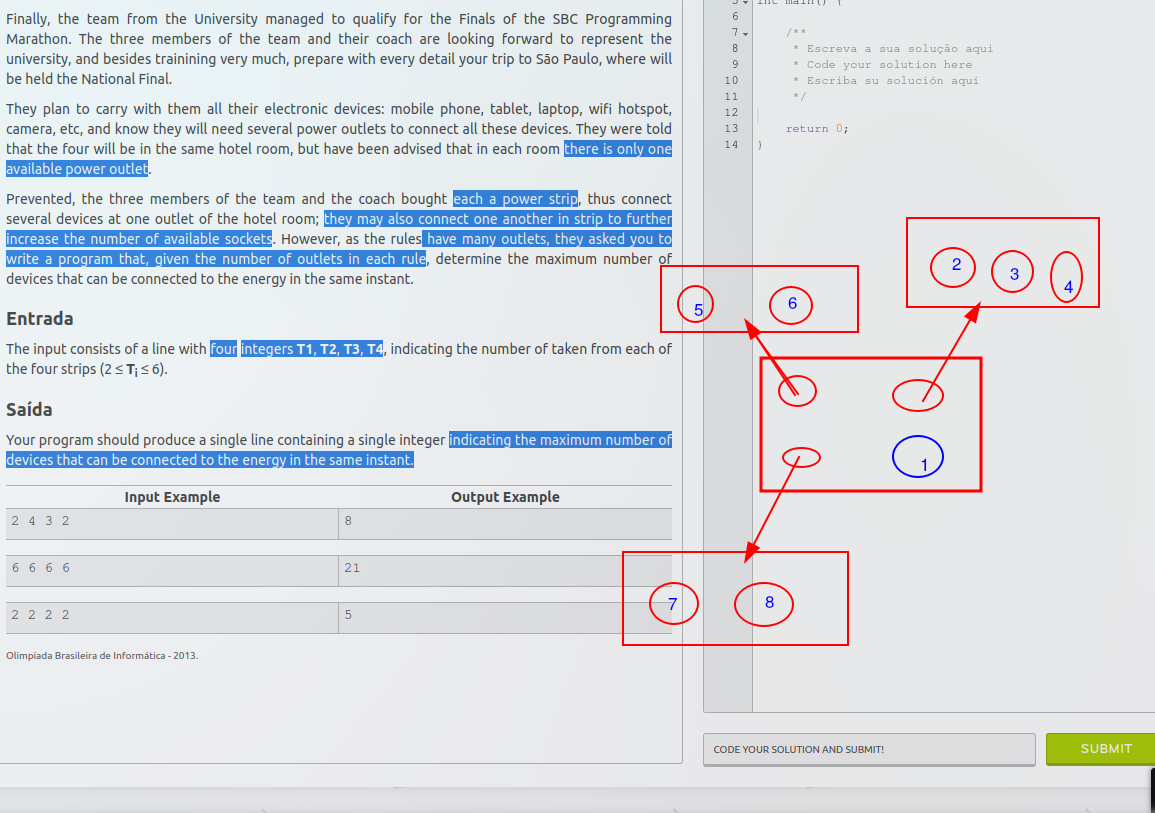 Finally, the team from the University managed to qualify for the Finals of the SBC Programming
Marathon. The three members of the team and their coach are looking forward to represent the
university, and besides trainining very much, prepare with every detail your trip to São Paulo, where will
be held the National Final.
They plan to carry with them all their electronic devices: mobile phone, tablet, laptop, wifi hotspot,
camera, etc, and know they will need several power outlets to connect all these devices. They were told
that the four will be in the same hotel room, but have been advised that in each room there is only one
available power outlet.
Prevented, the three members of the team and the coach bought each a power strip, thus connect
several devices at one outlet of the hotel room; they may also connect one another in strip to further
increase the number of available sockets. However, as the rules have many outlets, they asked you to
write a program that, given the number of outlets in each rule, determine the maximum number of
devices that can be connected to the energy in the same instant.
Entrada
The input consists of a line with four integers T1, T2, T3, T4, indicating the number of taken from each of
the four strips (2 ≤ Ti ≤ 6).
Saída
Your program should produce a single line containing a single integer indicating the maximum number of
devices that can be connected to the energy in the same instant.
Input Example Output Example
2 4 3 2 8
6 6 6 6 21
2 2 2 2 5
Olimpíada Brasileira de Informática - 2013.
5 int main() {
6
7 /**
8 * Escreva a sua solução aqui
9 * Code your solution here
10 * Escriba su solución aquí
11 */
12
13 return 0;
14 }
2 3 4
5 6
1
7 8
CODE YOUR SOLUTION AND SUBMIT!
SUBMIT